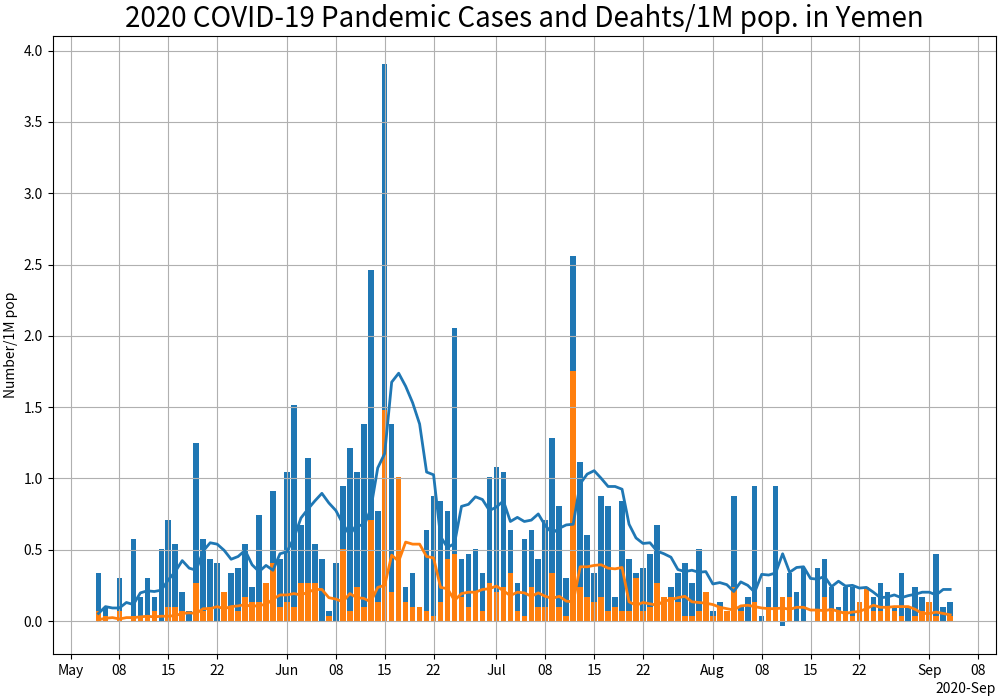 2020 COVID-19 Pandemic Cases and Deahts/1M pop. in Yemen
Number/1M pop
4.0
3.5
3.0
2.5
2.0
1.5
1.0
0.5
0.0
May 08 15 22 Jun 08 15 22 Jul 08 15 22 Aug 08 15 22 Sep 08
2020-Sep